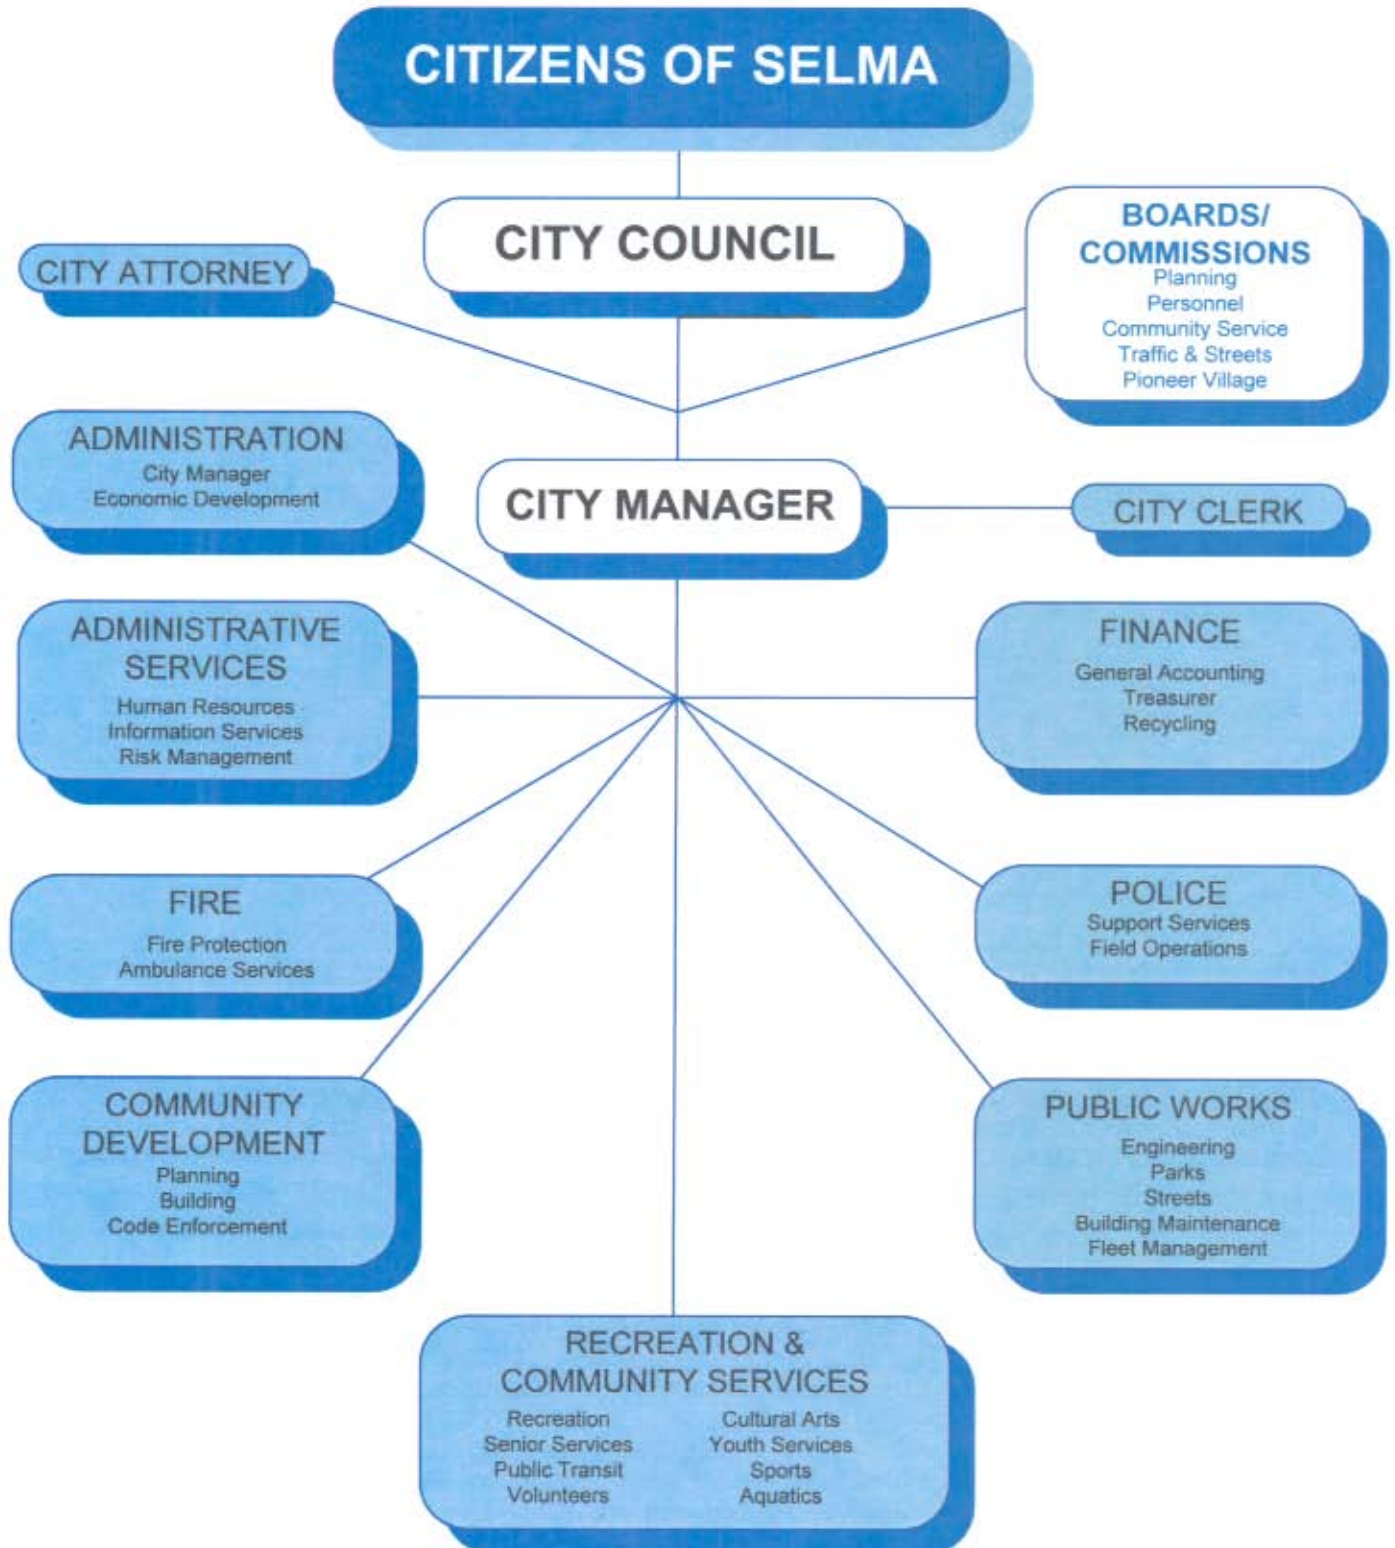 CITIZENS OF SELMA
CITY COUNCIL
CITY ATTORNEY
BOARDS/
COMMISSIONS
Planning
Personnel
Community Service
Traffic & Streets
Pioneer Village
ADMINISTRATION
City Manager
Economic Development
CITY MANAGER
CITY CLERK
ADMINISTRATIVE
SERVICES
Human Resources
Information Services
Risk Management
FINANCE
General Accounting
Treasurer
Recycling
FIRE
Fire Protection
Ambulance Services
POLICE
Support Services
Field Operations
COMMUNITY
DEVELOPMENT
Planning
Building
Code Enforcement
PUBLIC WORKS
Engineering
Parks
Streets
Building Maintenance
Fleet Management
RECREATION &
COMMUNITY SERVICES
Recreation
Senior Services
Public Transit
Volunteers
Cultural Arts
Youth Services
Sports
Aquatics